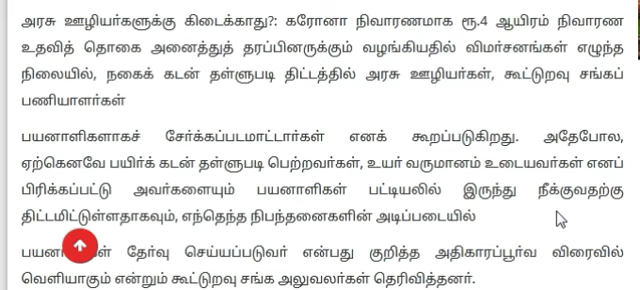 அரசு ஊழியர்களுக்கு கிடைக்காது?: கரோனா நிவாரணமாக ரூ.4 ஆயிரம் நிவாரண
உதவித் தொகை அனைத்துத் தரப்பினருக்கும் வழங்கியதில் விமர்சனங்கள் எழுந்த
நிலையில், நகைக் கடன் தள்ளுபடி திட்டத்தில் அரசு ஊழியர்கள், கூட்டுறவு சங்கப்
பணியாளர்கள்
பயனாளிகளாகச் சேர்க்கப்படமாட்டார்கள் எனக் கூறப்படுகிறது. அதேபோல,
ஏற்கெனவே பயிர்க் கடன் தள்ளுபடி பெற்றவர்கள், உயர் வருமானம் உடையவர்கள் எனப்
பிரிக்கப்பட்டு அவர்களையும் பயனாளிகள் பட்டியலில் இருந்து நீக்குவதற்கு
திட்டமிட்டுள்ளதாகவும், எந்தெந்த நிபந்தனைகளின் அடிப்படையில்
தேர்வு செய்யப்படுவர் என்பது குறித்த அதிகாரப்பூர்வ விரைவில்
வெளியாகும் என்றும் கூட்டுறவு சங்க அலுவலர்கள் தெரிவித்தனர்.